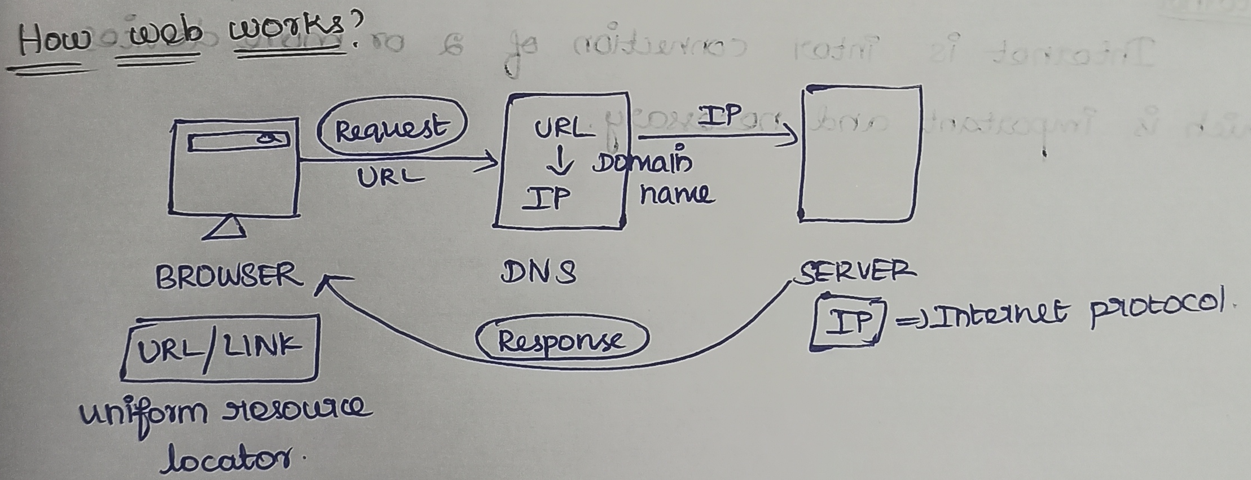 How web works?
Request
URL
URL
↓
IP
Domain
name
IP
BROWSER
DNS
SERVER
URL/LINK
uniform resource
locator.
Response
IP => Internet protocol.